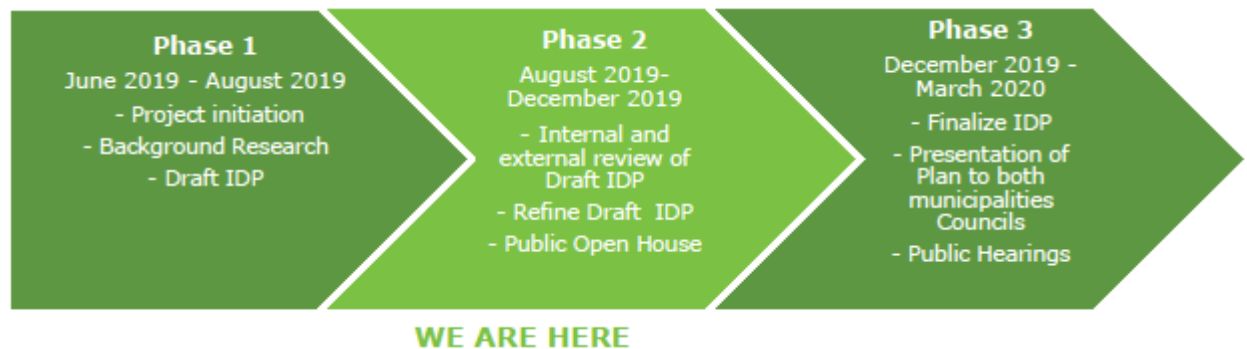 Phase 1
June 2019 - August 2019
- Project initiation
- Background Research
- Draft IDP
Phase 2
August 2019-
December 2019
- Internal and
external review of
Draft IDP
- Refine Draft  IDP
- Public Open House
Phase 3
December 2019 -
March 2020
- Finalize IDP
- Presentation of
Plan to both
municipalities
Councils
- Public Hearings
WE ARE HERE